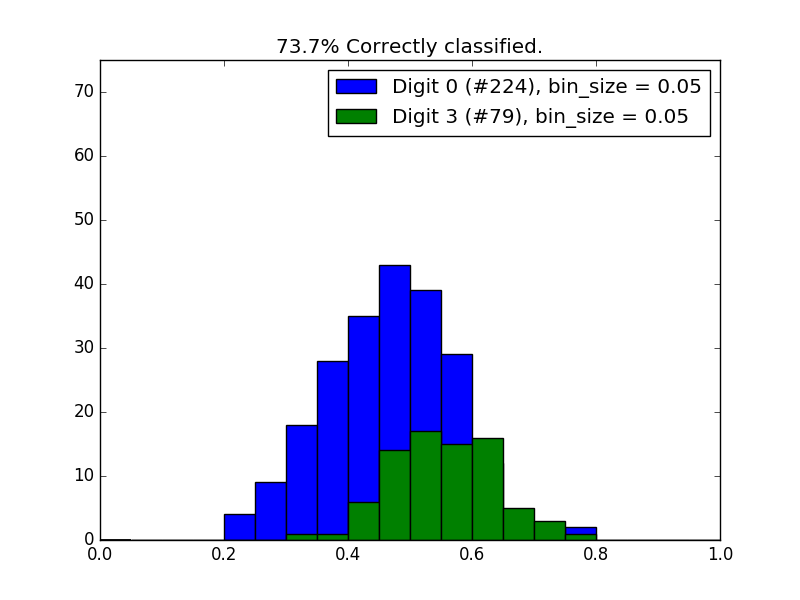 73.7% Correctly classified.
Digit 0 (#224), bin_size = 0.05
Digit 3 (#79), bin_size = 0.05
70
60
50
40
30
20
10
0
0.0 0.2 0.4 0.6 0.8 1.0